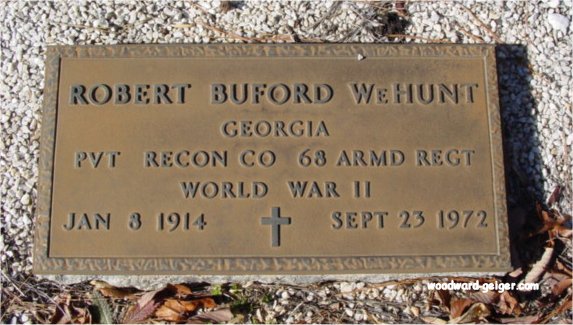 ROBERT BUFORD WeHUNT
GEORGIA
PVT RECON CO 68 ARMD REGT
WORLD WAR II
JAN 8 1914 SEPT 23 1972
woodward-geiger.com